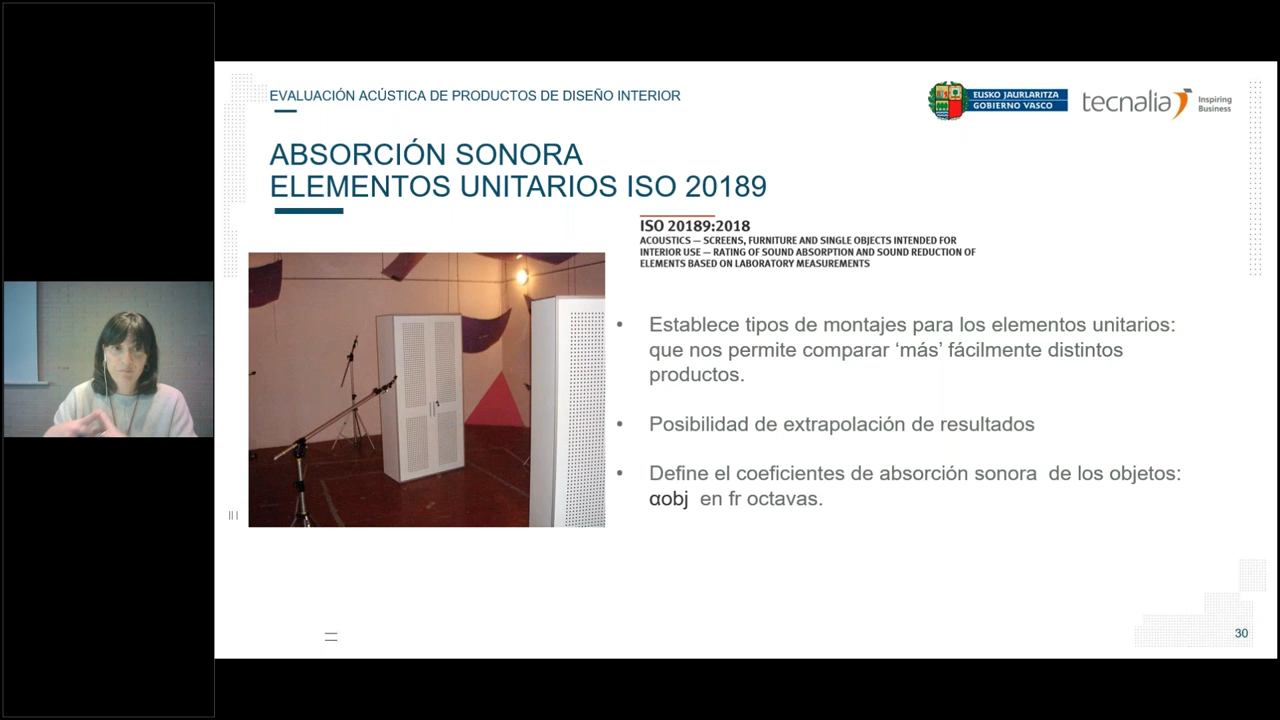 EVALUACIÓN ACÚSTICA DE PRODUCTOS DE DISEÑO INTERIOR
EUSKO JAURLARITZA
GOBIERNO VASCO
tecnalia
Inspiring
Business
ABSORCIÓN SONORA
ELEMENTOS UNITARIOS ISO 20189
ISO 20189:2018
ACOUSTICS — SCREENS, FURNITURE AND SINGLE OBJECTS INTENDED FOR
INTERIOR USE — RATING OF SOUND ABSORPTION AND SOUND REDUCTION OF
ELEMENTS BASED ON LABORATORY MEASUREMENTS
• Establece tipos de montajes para los elementos unitarios:
que nos permite comparar ‘más’ fácilmente distintos
productos.
• Posibilidad de extrapolación de resultados
• Define el coeficientes de absorción sonora de los objetos:
αobj en fr octavas.
30